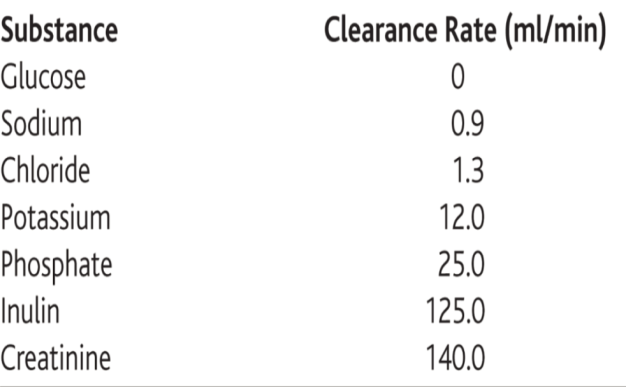 Substance Clearance Rate (ml/min)
Glucose 0
Sodium 0.9
Chloride 1.3
Potassium 12.0
Phosphate 25.0
Inulin 125.0
Creatinine 140.0